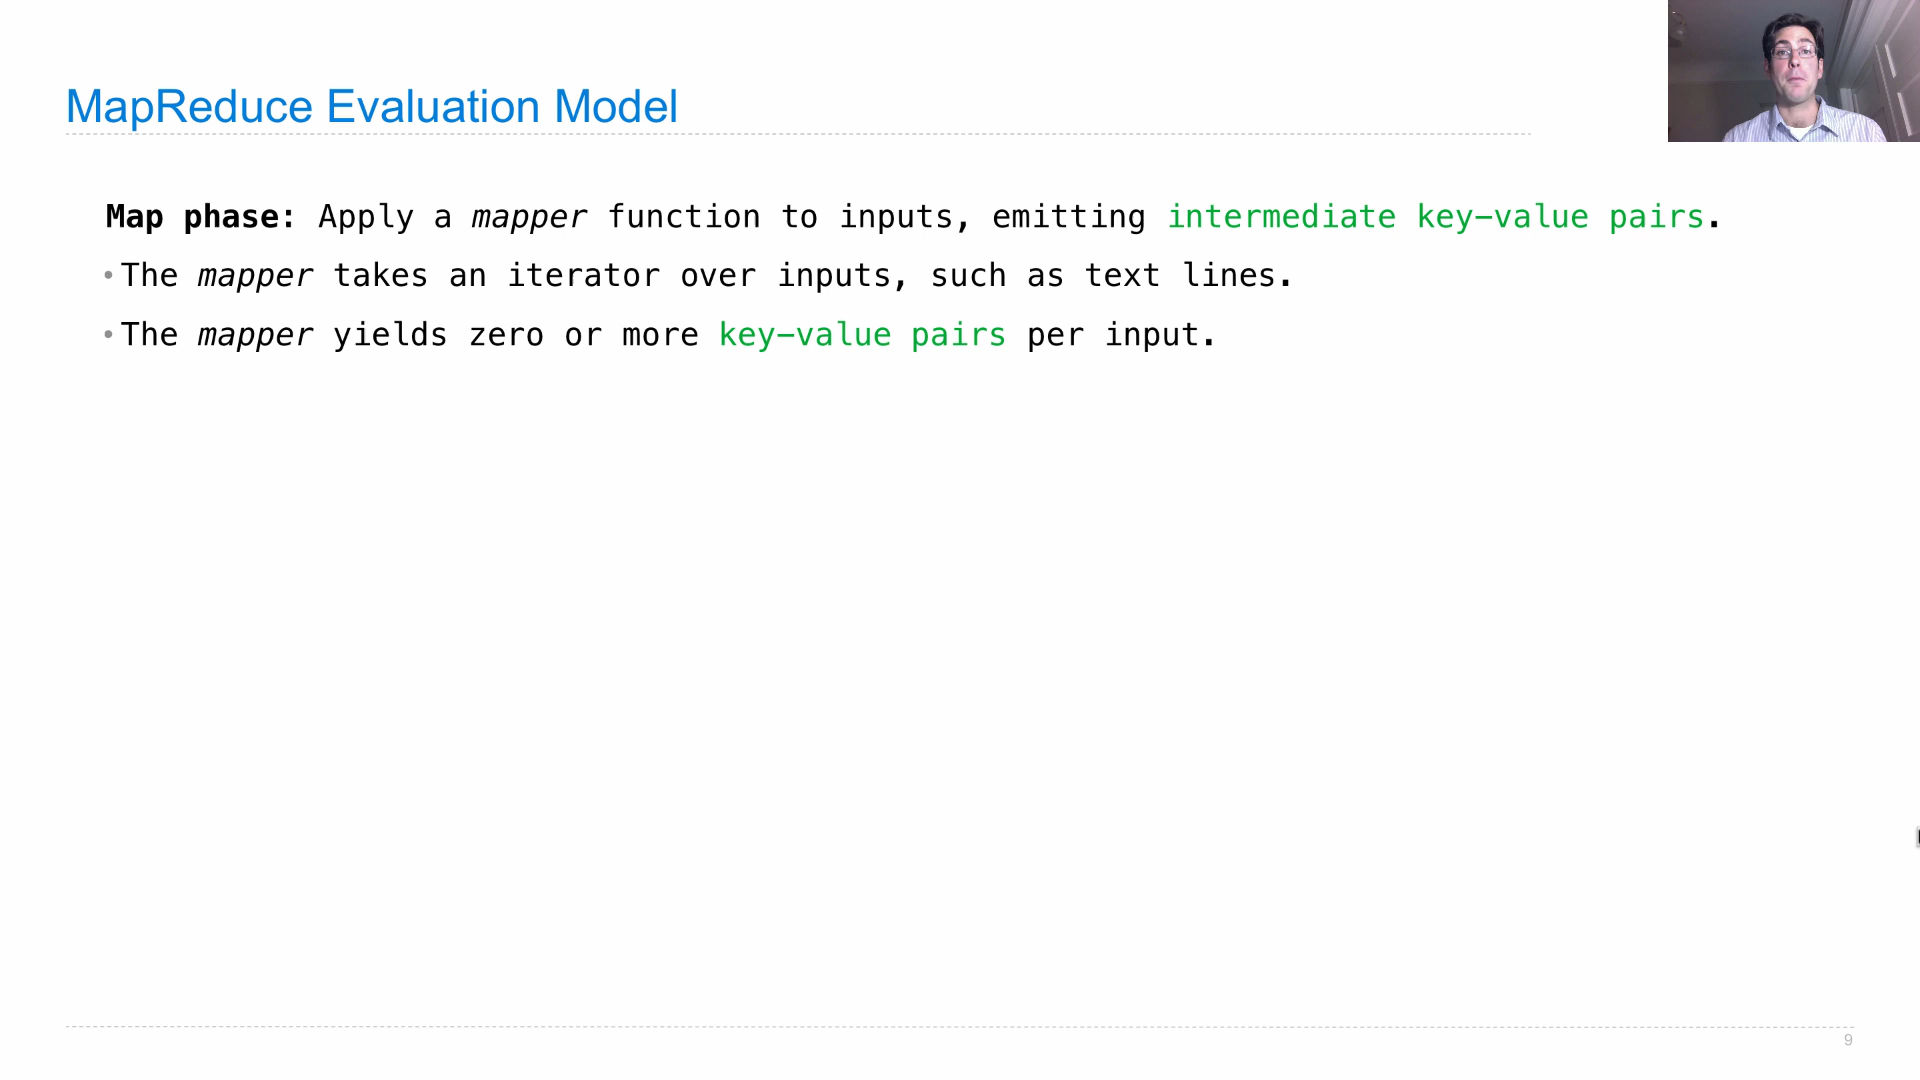 MapReduce Evaluation Model
Map phase: Apply a mapper function to inputs, emitting intermediate key-value pairs.
• The mapper takes an iterator over inputs, such as text lines.
• The mapper yields zero or more key-value pairs per input.
9